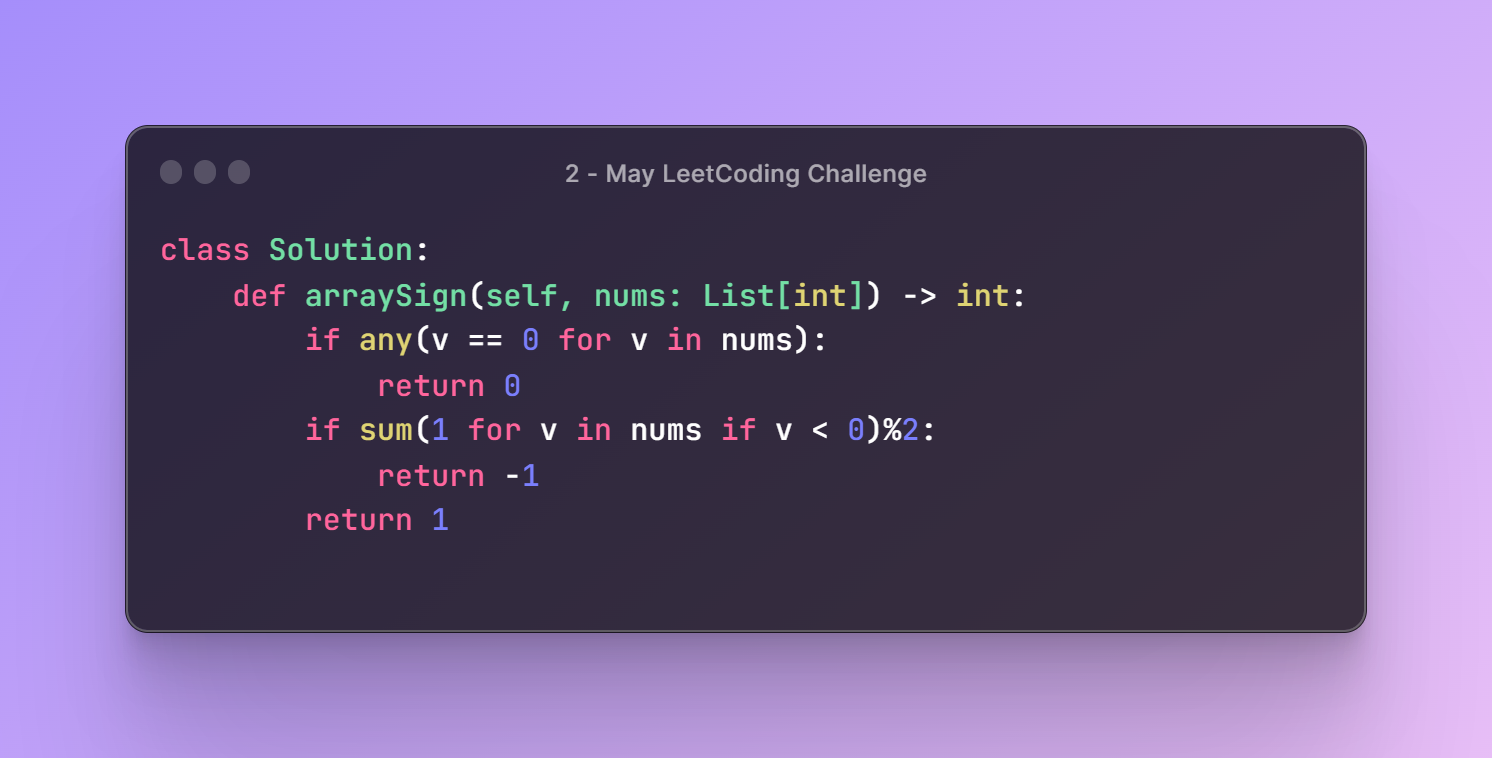 2 - May LeetCoding Challenge
class Solution:
    def arraySign(self, nums: List[int]) -> int:
        if any(v == 0 for v in nums):
            return 0
        if sum(1 for v in nums if v < 0)%2:
            return -1
        return 1